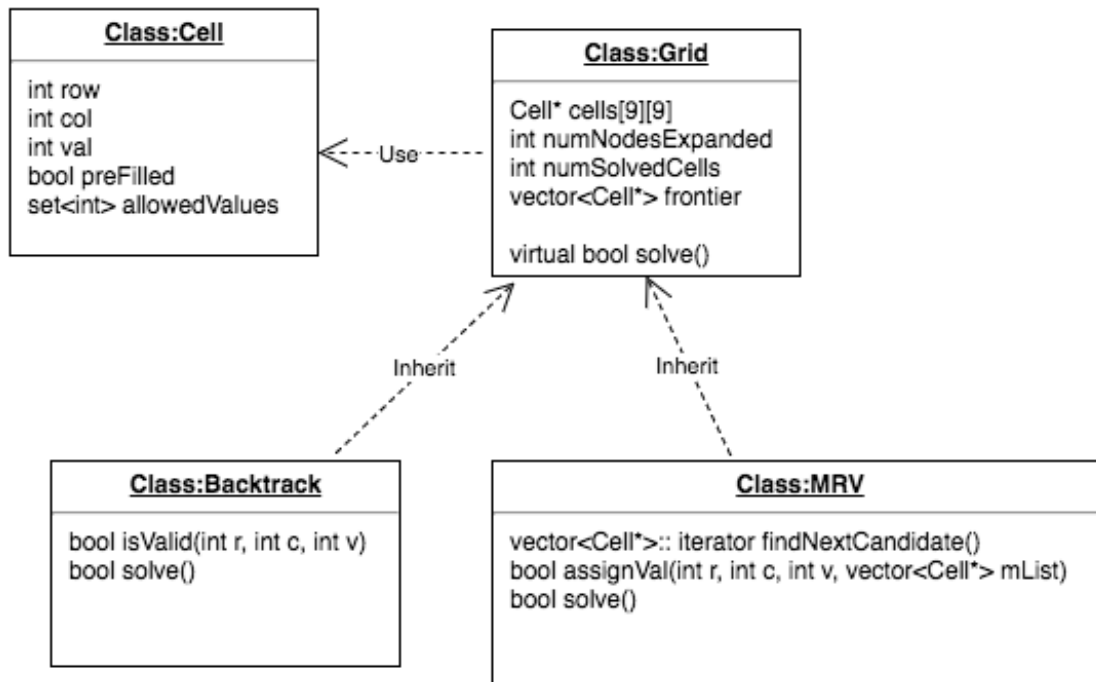 Class:Cell
int row
int col
int val
bool preFilled
set<int> allowedValues
Use
Class:Grid
Cell* cells[9][9]
int numNodesExpanded
int numSolvedCells
vector<Cell*> frontier
virtual bool solve()
Inherit
Inherit
Class:Backtrack
bool isValid(int r, int c, int v)
bool solve()
Class:MRV
vector<Cell*>:: iterator findNextCandidate()
bool assignVal(int r, int c, int v, vector<Cell*> mList)
bool solve()